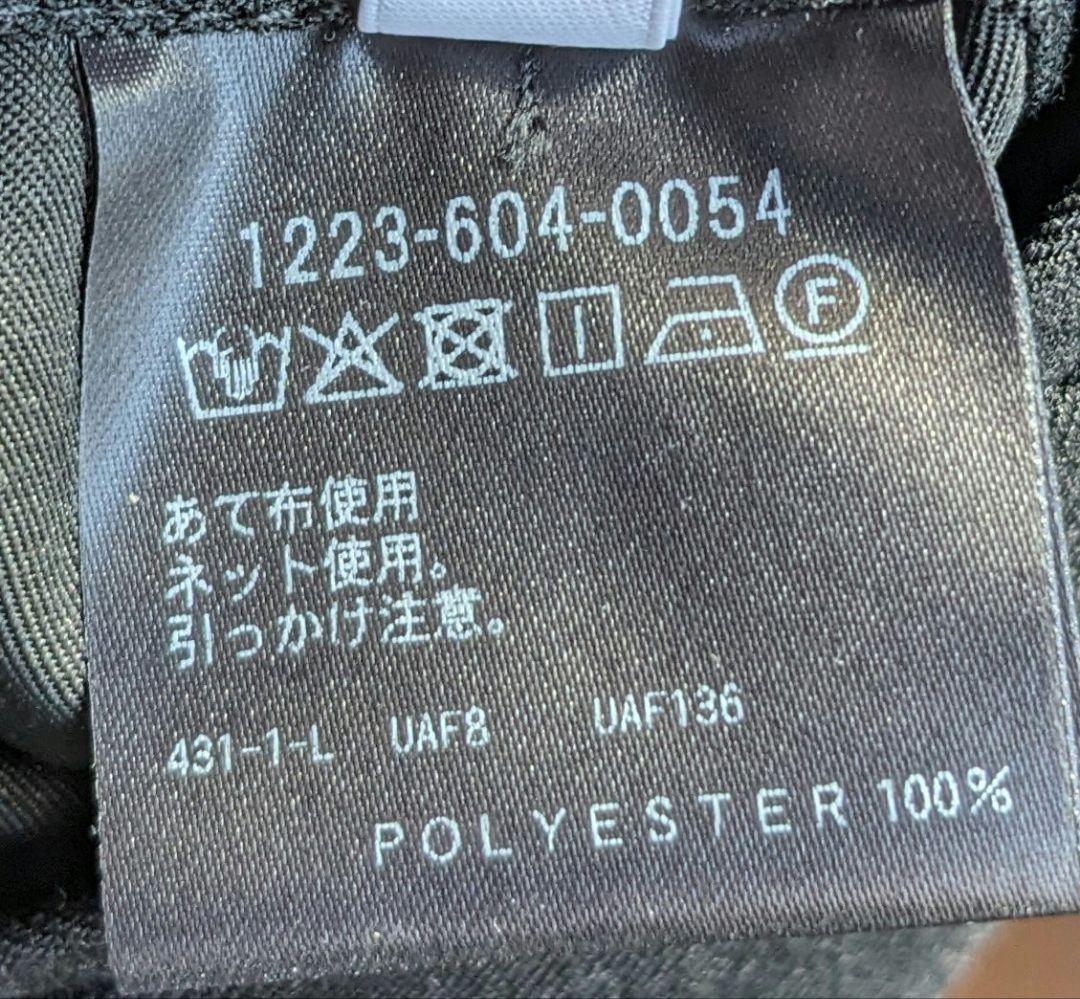 1223-604-0054
F
あて布使用
ネット使用。
引っかけ注意。
431-1-L UAF8 UAF136
POLYESTER 100%